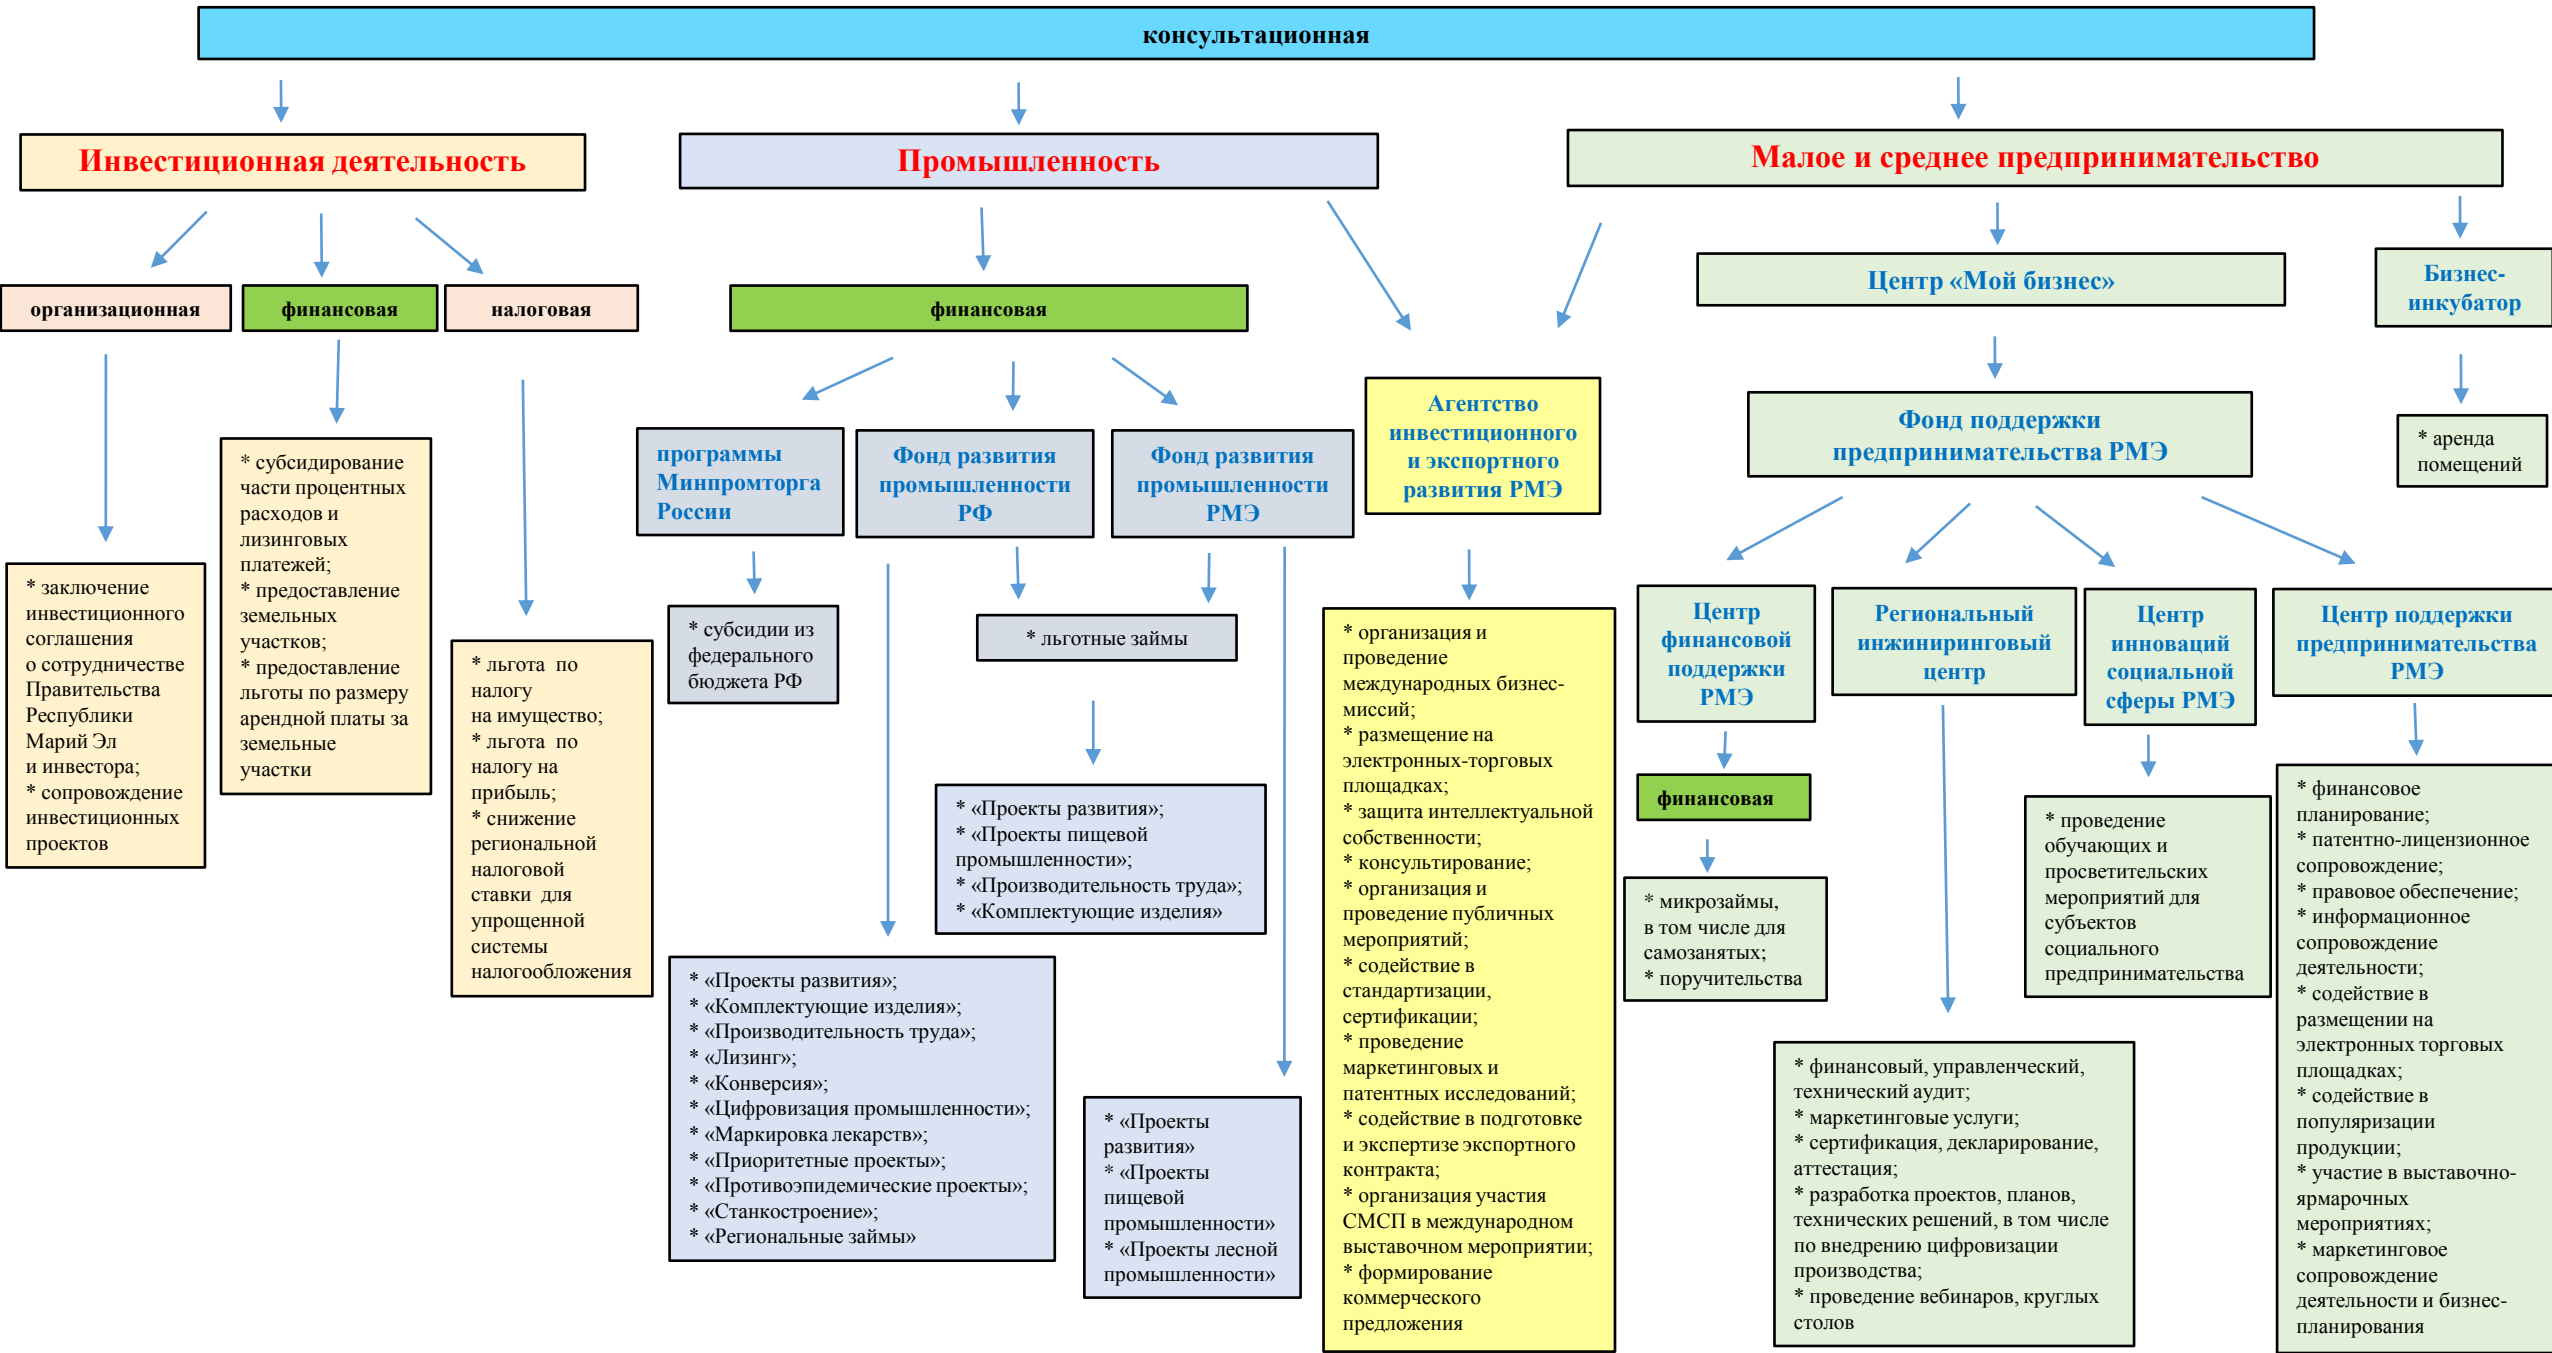 консультационная
Инвестиционная деятельность
Промышленность
Малое и среднее предпринимательство
организационная
финансовая
налоговая
финансовая
Центр «Мой бизнес»
Бизнес-
инкубатор
* заключение
инвестиционного
соглашения
о сотрудничестве
Правительства
Республики
Марий Эл
и инвестора;
* сопровождение
инвестиционных
проектов
* субсидирование
части процентных
расходов и
лизинговых
платежей;
* предоставление
земельных
участков;
* предоставление
льготы по размеру
арендной платы за
земельные
участки
* льгота по
налогу
на имущество;
* льгота по
налогу на
прибыль;
* снижение
региональной
налоговой
ставки для
упрощенной
системы
налогообложения
программы
Минпромторга
России
Фонд развития
промышленности
РФ
Фонд развития
промышленности
РМЭ
* субсидии из
федерального
бюджета РФ
* льготные займы
* «Проекты развития»;
* «Проекты пищевой
промышленности»;
* «Производительность труда»;
* «Комплектующие изделия»
* «Проекты развития»;
* «Комплектующие изделия»;
* «Производительность труда»;
* «Лизинг»;
* «Конверсия»;
* «Цифровизация промышленности»;
* «Маркировка лекарств»;
* «Приоритетные проекты»;
* «Противоэпидемические проекты»;
* «Станкостроение»;
* «Региональные займы»
* «Проекты
развития»
* «Проекты
пищевой
промышленности»
* «Проекты лесной
промышленности»
Агентство
инвестиционного
и экспортного
развития РМЭ
* организация и
проведение
международных бизнес-
миссий;
* размещение на
электронных-торговых
площадках;
* защита интеллектуальной
собственности;
* консультирование;
* организация и
проведение публичных
мероприятий;
* содействие в
стандартизации,
сертификации;
* проведение
маркетинговых и
патентных исследований;
* содействие в подготовке
и экспертизе экспортного
контракта;
* организация участия
СМСП в международном
выставочном мероприятии;
* формирование
коммерческого
предложения
Фонд поддержки
предпринимательства РМЭ
* аренда
помещений
Центр
финансовой
поддержки
РМЭ
Региональный
инжиниринговый
центр
Центр
инноваций
социальной
сферы РМЭ
Центр поддержки
предпринимательства
РМЭ
финансовая
* микрозаймы,
в том числе для
самозанятых;
* поручительства
* финансовый, управленческий,
технический аудит;
* маркетинговые услуги;
* сертификация, декларирование,
аттестация;
* разработка проектов, планов,
технических решений, в том числе
по внедрению цифровизации
производства;
* проведение вебинаров, круглых
столов
* проведение
обучающих и
просветительских
мероприятий для
субъектов
социального
предпринимательства
* финансовое
планирование;
* патентно-лицензионное
сопровождение;
* правовое обеспечение;
* информационное
сопровождение
деятельности;
* содействие в
размещении на
электронных торговых
площадках;
* содействие в
популяризации
продукции;
* участие в выставочно-
ярмарочных
мероприятиях;
* маркетинговое
сопровождение
деятельности и бизнес-
планирования